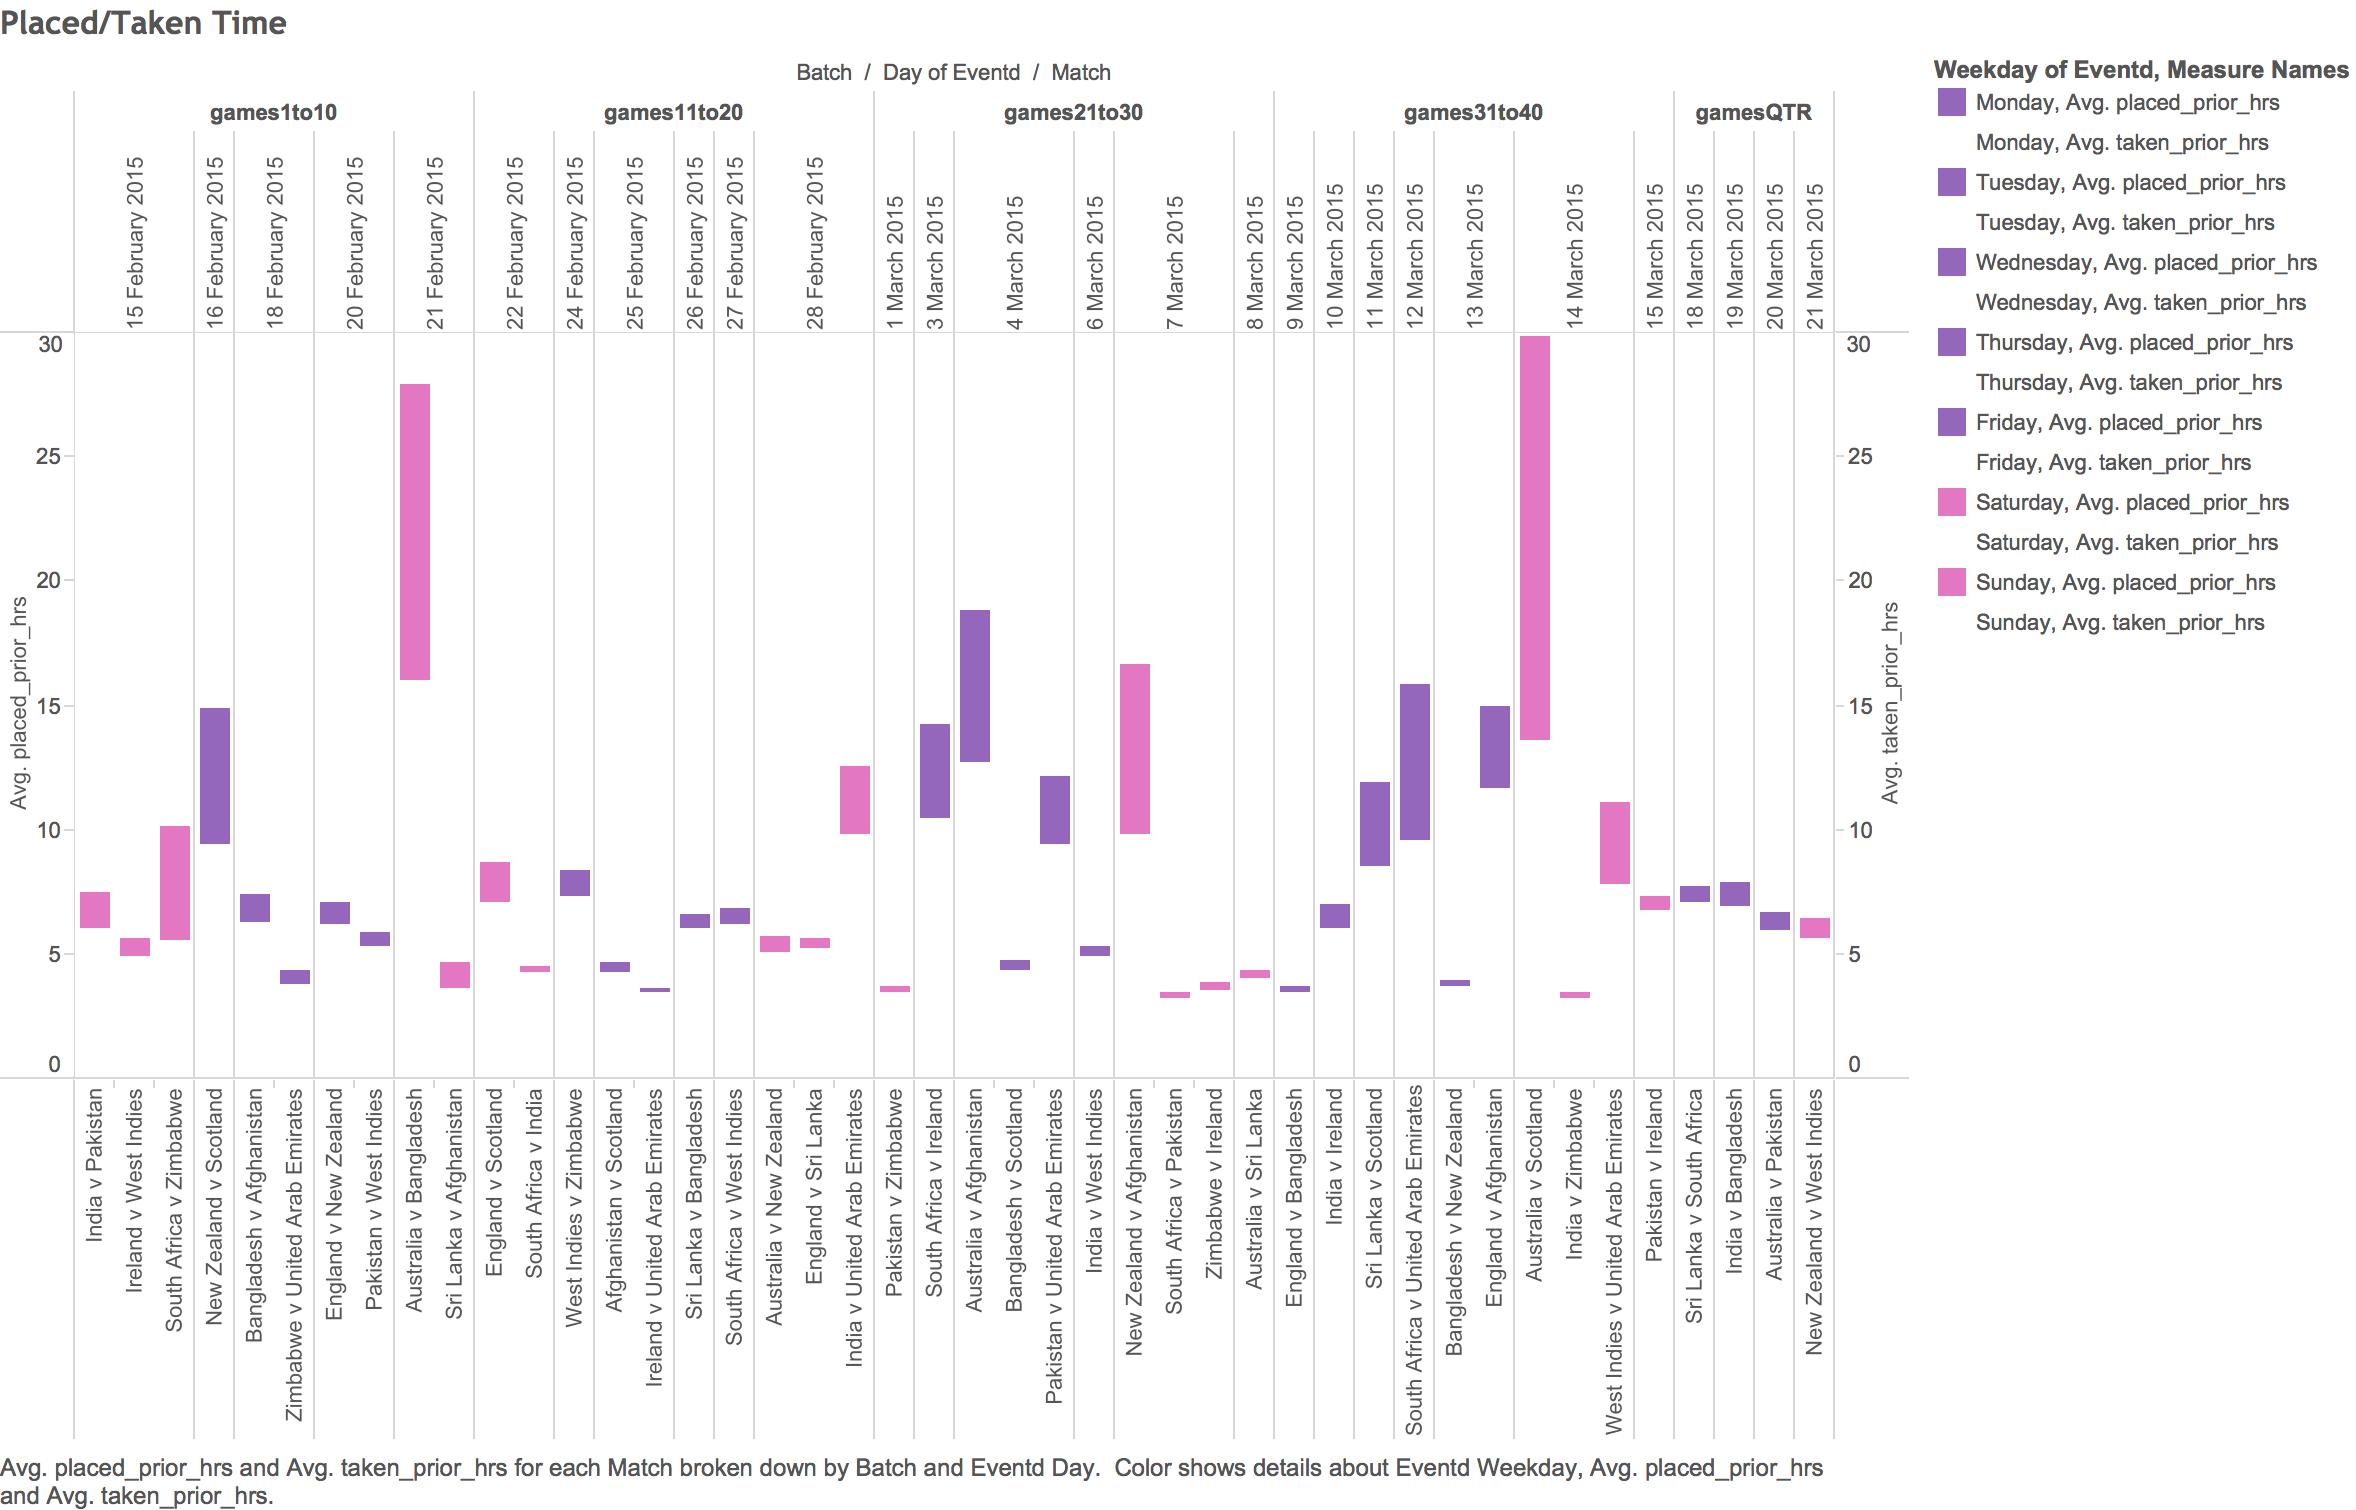 Placed/Taken Time
Batch / Day of Eventd / Match
games1to10
games11to20
games21to30
games31to40
gamesQTR
15 February 2015
16 February 2015
18 February 2015
20 February 2015
21 February 2015
22 February 2015
24 February 2015
25 February 2015
26 February 2015
27 February 2015
28 February 2015
1 March 2015
3 March 2015
4 March 2015
6 March 2015
7 March 2015
8 March 2015
9 March 2015
10 March 2015
11 March 2015
12 March 2015
13 March 2015
14 March 2015
15 March 2015
18 March 2015
19 March 2015
20 March 2015
21 March 2015
Avg. placed_prior_hrs
30
25
20
15
10
5
0
30
25
20
15
10
5
0
Avg. taken_prior_hrs
India v Pakistan
Ireland v West Indies
South Africa v Zimbabwe
New Zealand v Scotland
Bangladesh v Afghanistan
Zimbabwe v United Arab Emirates
England v New Zealand
Pakistan v West Indies
Australia v Bangladesh
Sri Lanka v Afghanistan
England v Scotland
South Africa v India
West Indies v Zimbabwe
Afghanistan v Scotland
Ireland v United Arab Emirates
Sri Lanka v Bangladesh
South Africa v West Indies
Australia v New Zealand
England v Sri Lanka
India v United Arab Emirates
Pakistan v Zimbabwe
South Africa v Ireland
Australia v Afghanistan
Bangladesh v Scotland
Pakistan v United Arab Emirates
India v West Indies
New Zealand v Afghanistan
South Africa v Pakistan
Zimbabwe v Ireland
Australia v Sri Lanka
England v Bangladesh
India v Ireland
Sri Lanka v Scotland
South Africa v United Arab Emirates
Bangladesh v New Zealand
England v Afghanistan
Australia v Scotland
India v Zimbabwe
West Indies v United Arab Emirates
Pakistan v Ireland
Sri Lanka v South Africa
India v Bangladesh
Australia v Pakistan
New Zealand v West Indies
Weekday of Eventd, Measure Names
Monday, Avg. placed_prior_hrs
Monday, Avg. taken_prior_hrs
Tuesday, Avg. placed_prior_hrs
Tuesday, Avg. taken_prior_hrs
Wednesday, Avg. placed_prior_hrs
Wednesday, Avg. taken_prior_hrs
Thursday, Avg. placed_prior_hrs
Thursday, Avg. taken_prior_hrs
Friday, Avg. placed_prior_hrs
Friday, Avg. taken_prior_hrs
Saturday, Avg. placed_prior_hrs
Saturday, Avg. taken_prior_hrs
Sunday, Avg. placed_prior_hrs
Sunday, Avg. taken_prior_hrs
Avg. placed_prior_hrs and Avg. taken_prior_hrs for each Match broken down by Batch and Eventd Day.  Color shows details about Eventd Weekday, Avg. placed_prior_hrs
and Avg. taken_prior_hrs.